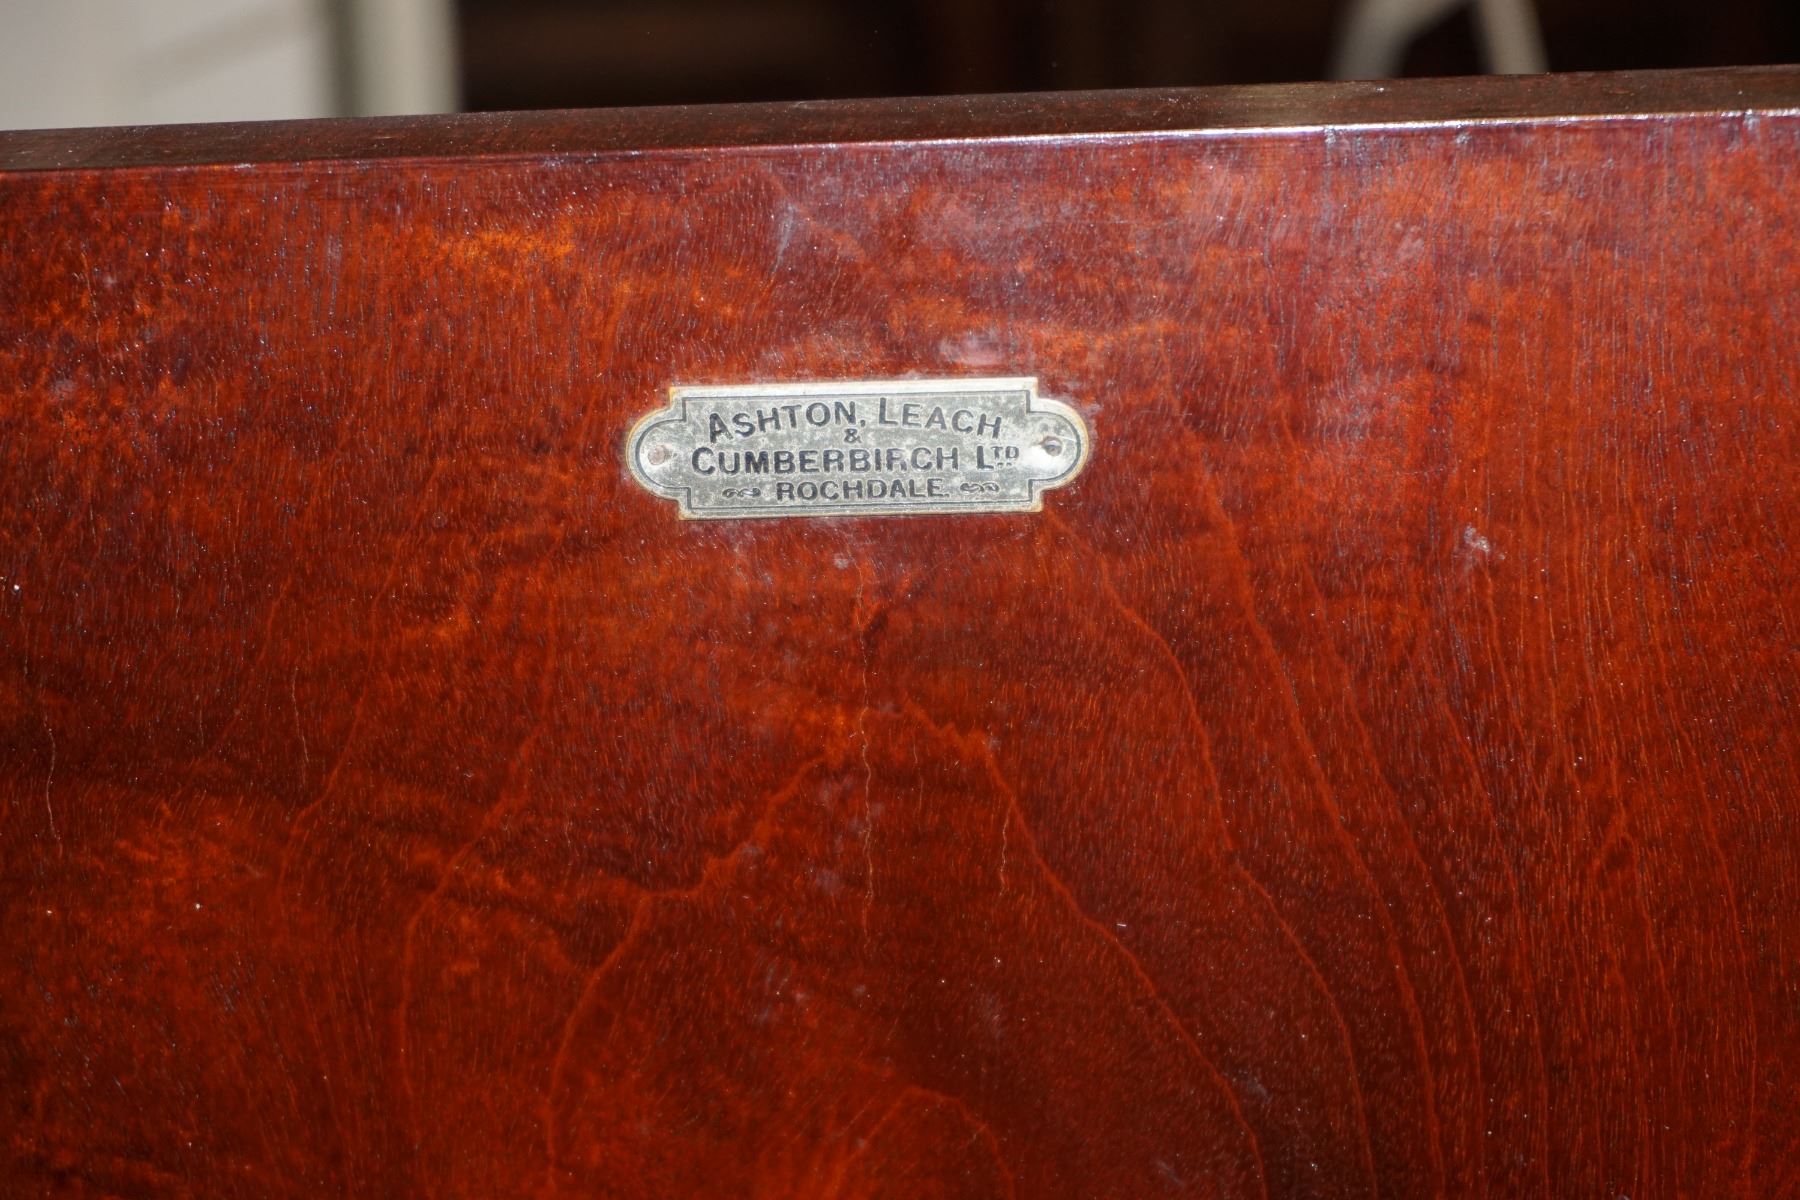 ASHTON, LEACH
&
CUMBERBIRCH LTD
ROCHDALE.